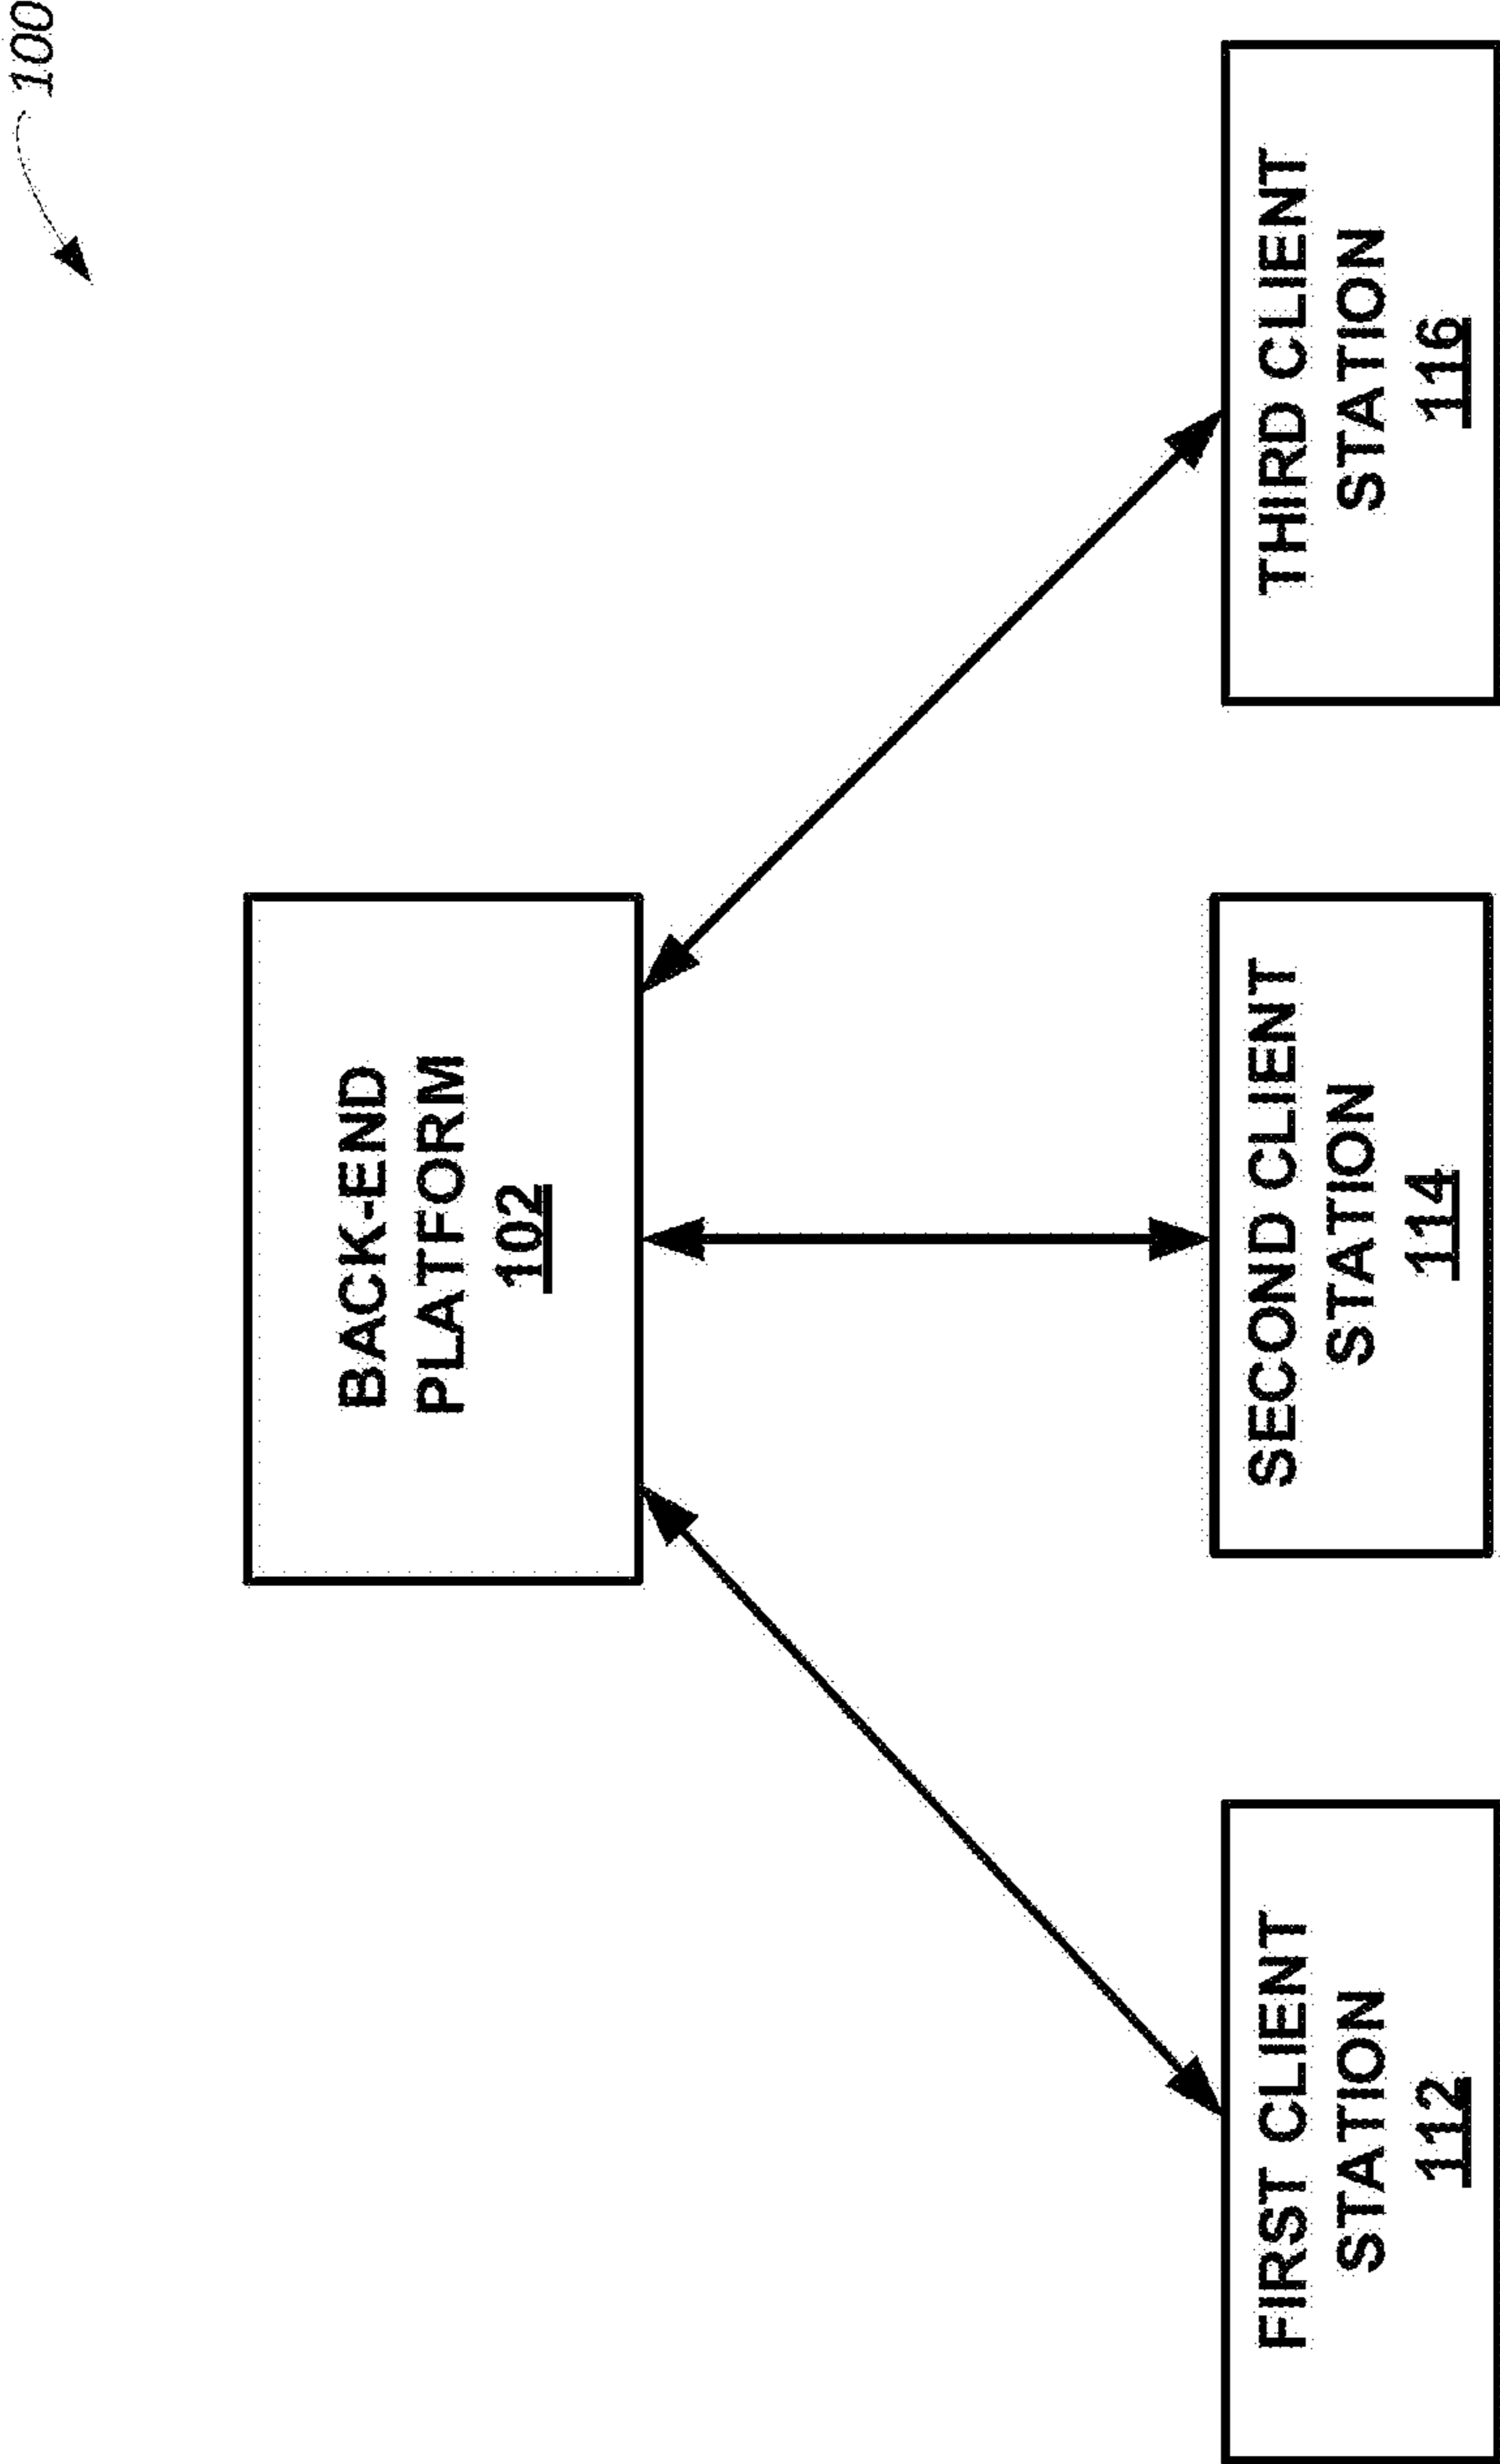 100
BACK-END
PLATFORM
102
FIRST CLIENT
STATION
112
SECOND CLIENT
STATION
114
THIRD CLIENT
STATION
116